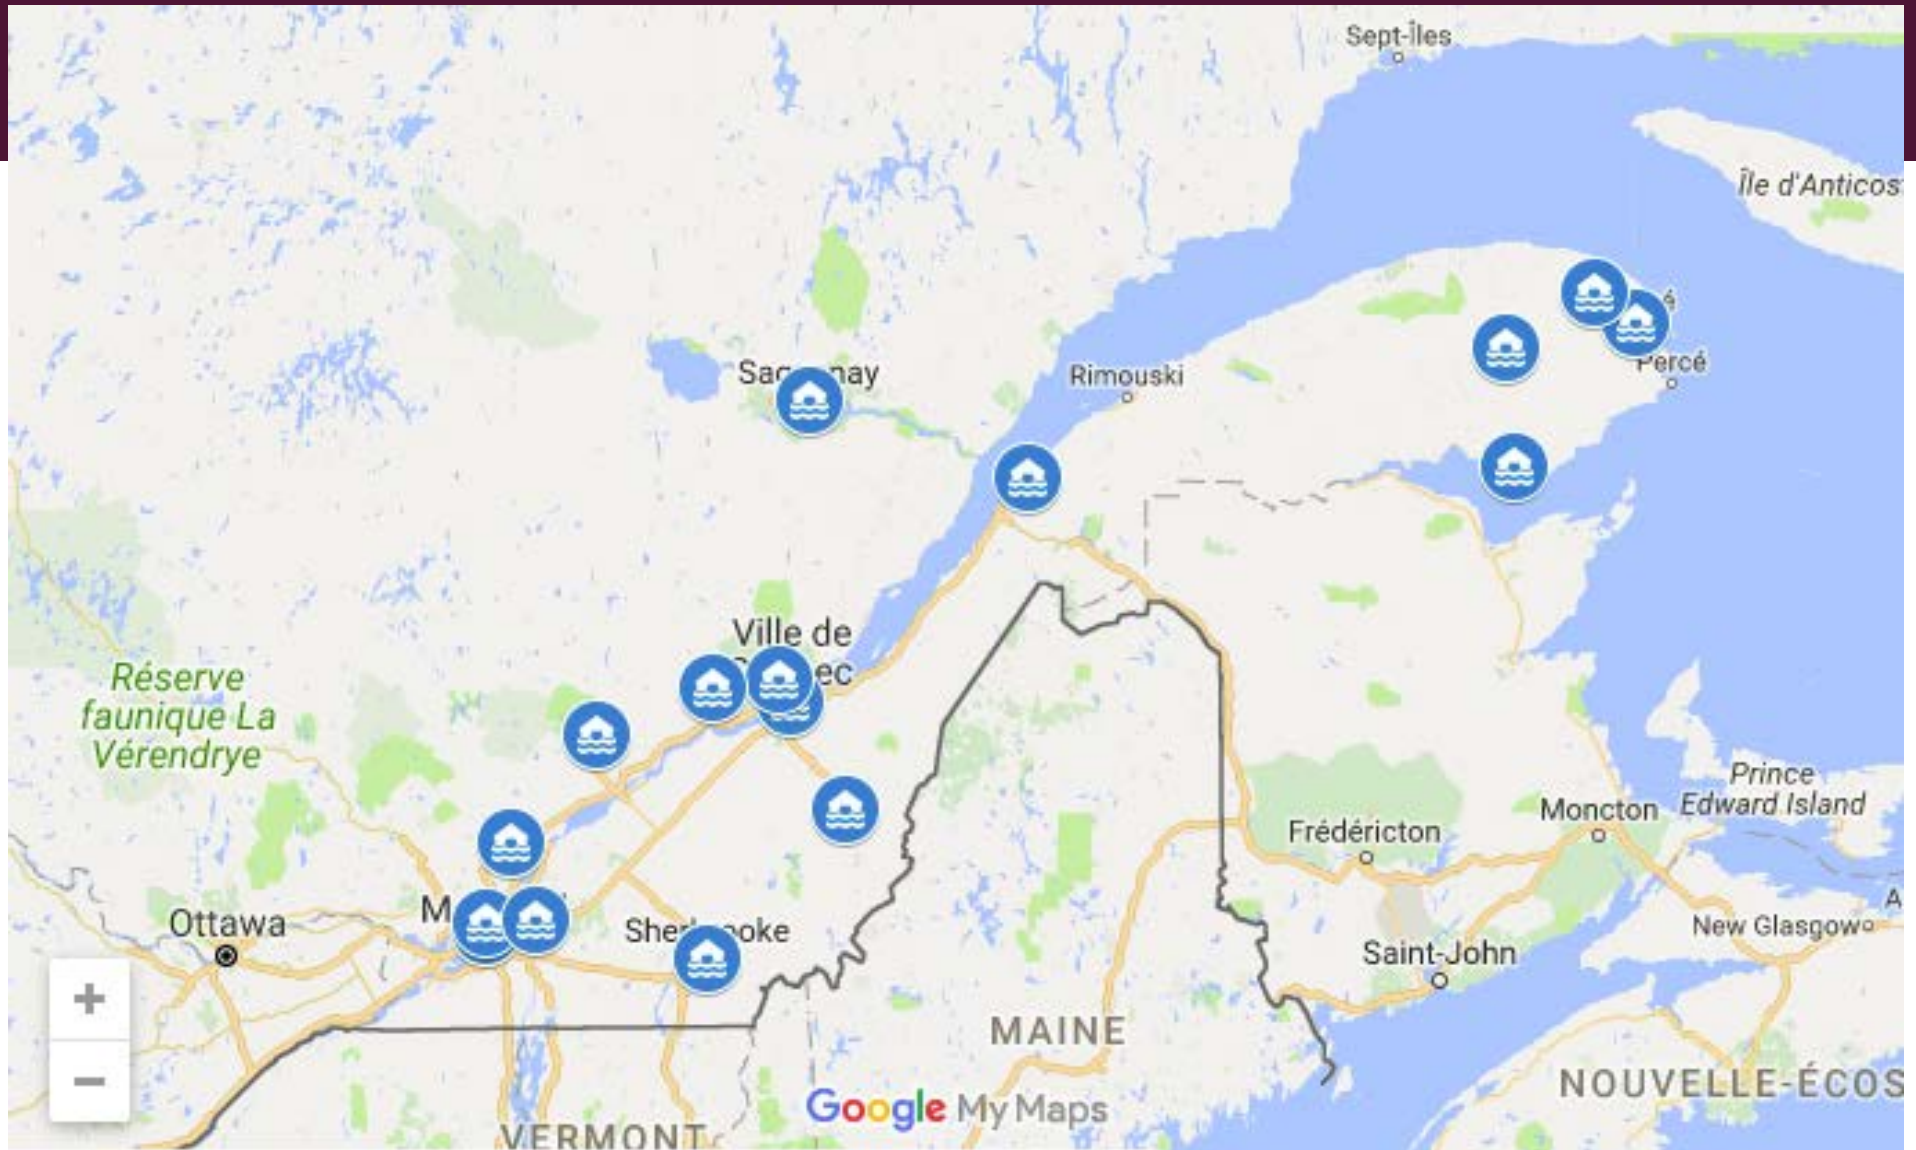 Sept-Îles
Île d'Anticos
Rimouski
Percé
Ville de
Réserve
faunique La
Vérendrye
Prince
Edward Island
Moncton
Frédéricton
Ottawa
New Glasgow
A
Saint-John
+
MAINE
−
NOUVELLE-ÉCOS
Google My Maps
VERMONT